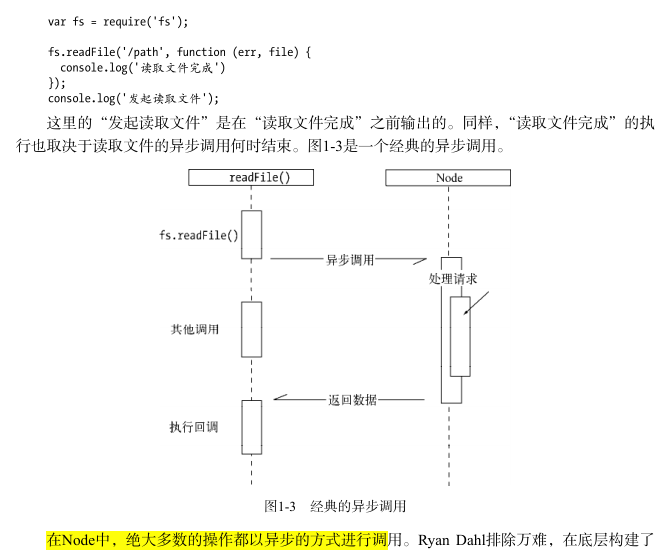 var fs = require('fs');
fs.readFile('/path', function (err, file) {
  console.log('读取文件完成')
});
console.log('发起读取文件');
这里的“发起读取文件”是在“读取文件完成”之前输出的。同样，“读取文件完成”的执
行也取决于读取文件的异步调用何时结束。图1-3是一个经典的异步调用。
readFile()
Node
fs.readFile()
异步调用
处理请求
其他调用
返回数据
执行回调
图1-3 经典的异步调用
在Node中，绝大多数的操作都以异步的方式进行调用。Ryan Dahl排除万难，在底层构建了